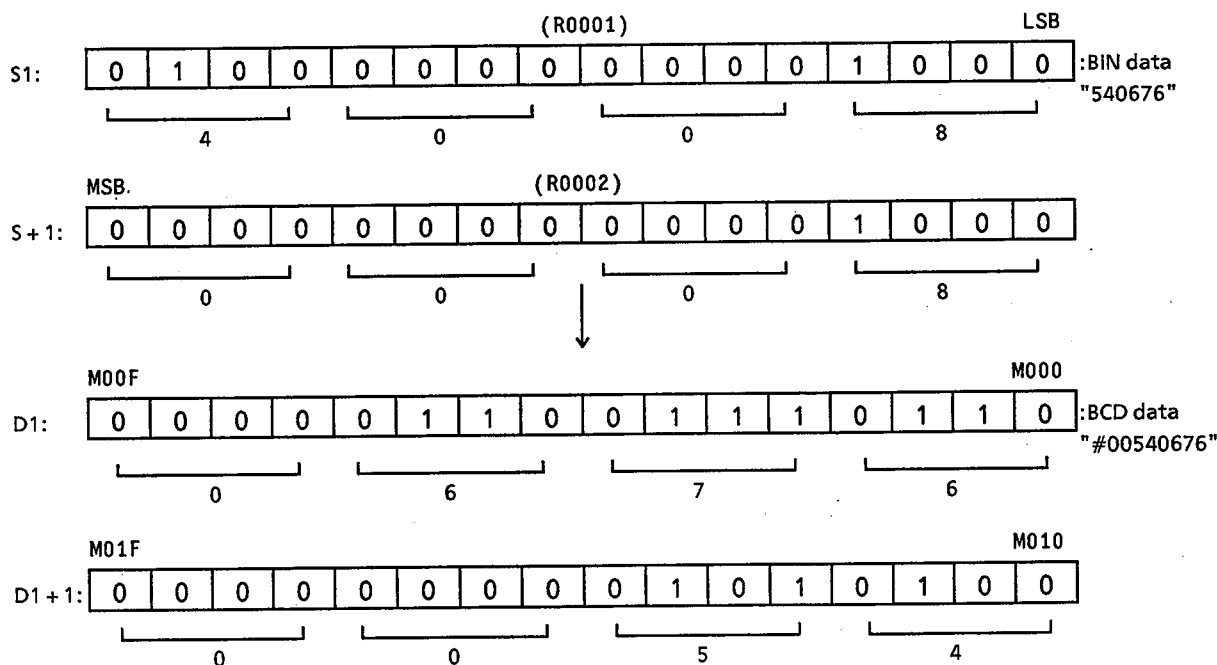 (R0001) LSB
S1: 0 1 0 0 0 0 0 0 0 0 0 0 1 0 0 0 :BIN data
"540676"
4 0 0 8
MSB. (R0002)
S + 1: 0 0 0 0 0 0 0 0 0 0 0 0 1 0 0 0
0 0 0 8
M00F M000
D1: 0 0 0 0 0 1 1 0 0 1 1 1 0 1 1 0 :BCD data
"#00540676"
0 6 7 6
M01F M010
D1 + 1: 0 0 0 0 0 0 0 0 0 1 0 1 0 1 0 0
0 0 5 4